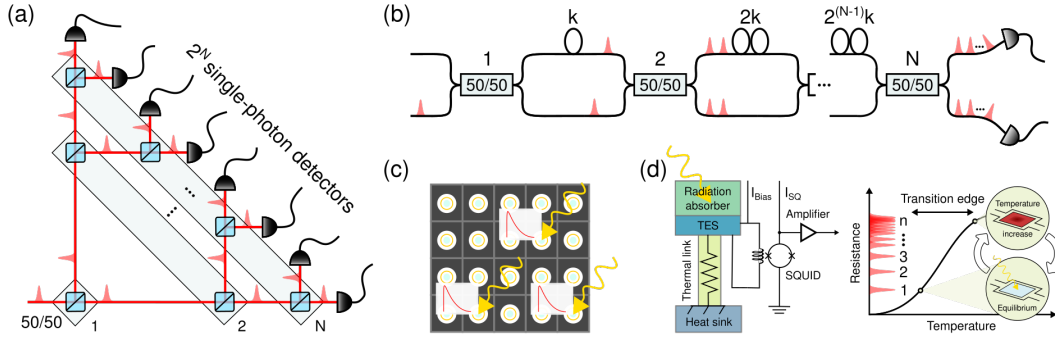 (a)
2^N single-photon detectors
50/50
1
2
N
(b)
k
2k
2^(N-1)k
1
2
N
50/50
50/50
50/50
(c)
(d)
Radiation
absorber
TES
Thermal link
Heat sink
I_Bias
I_SQ
Amplifier
SQUID
Resistance
n
3
2
1
Transition edge
Temperature
increase
Equilibrium
Temperature